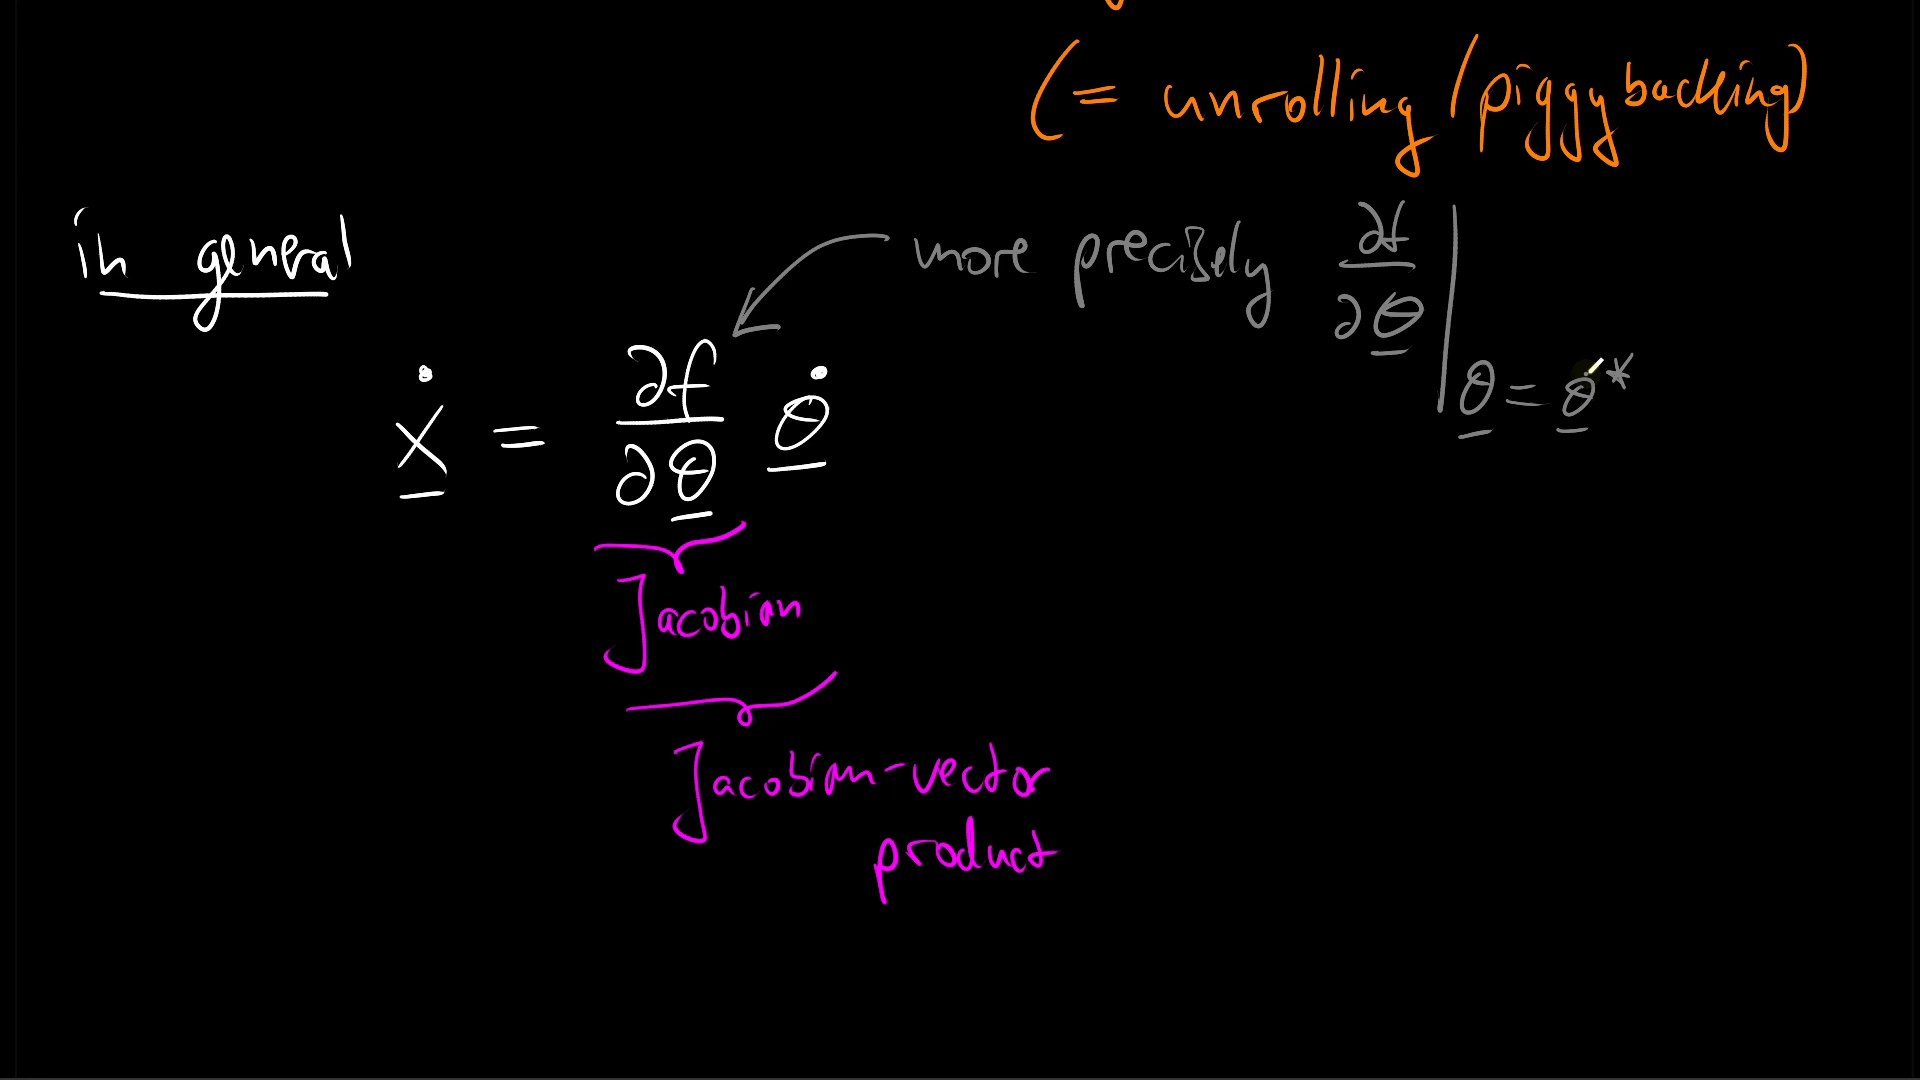 (= unrolling / piggybacking)
in general
more precisely ∂f/∂θ | θ = θ*
ẋ = ∂f/∂θ θ̇
Jacobian
Jacobian-vector
product